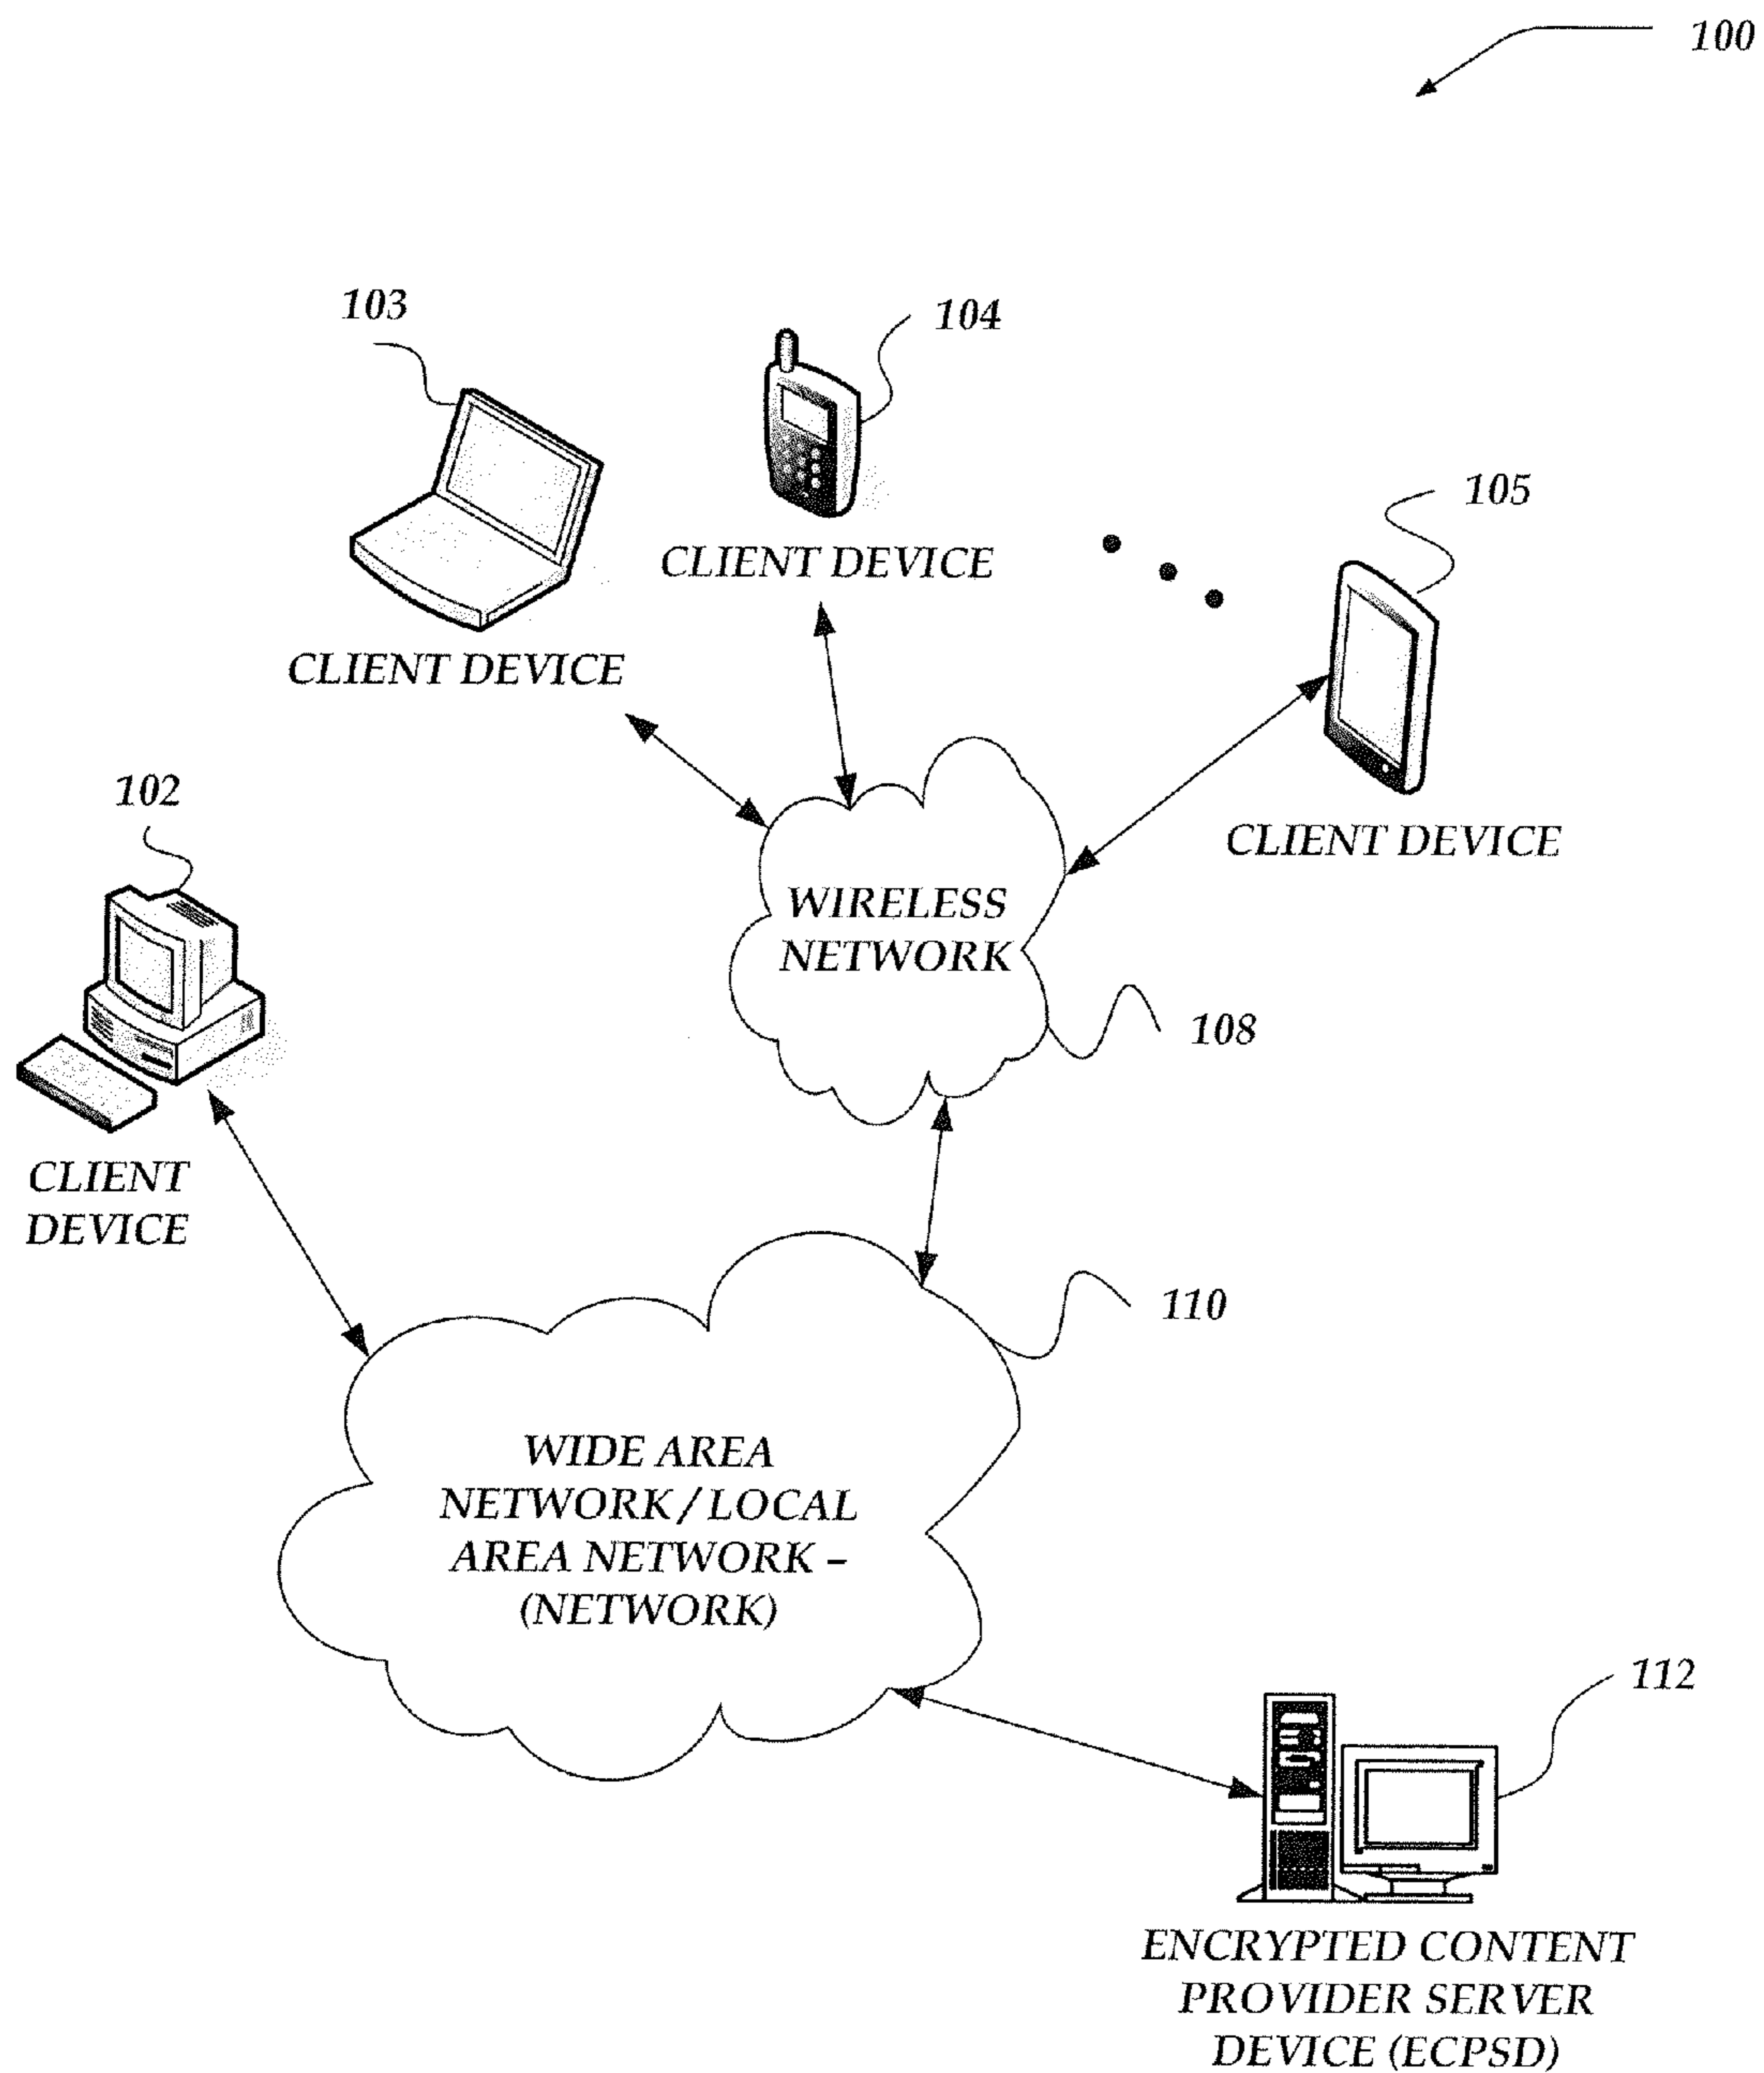 100
103
104
CLIENT DEVICE
105
CLIENT DEVICE
CLIENT DEVICE
102
WIRELESS
NETWORK
108
CLIENT
DEVICE
110
WIDE AREA
NETWORK / LOCAL
AREA NETWORK –
(NETWORK)
112
ENCRYPTED CONTENT
PROVIDER SERVER
DEVICE (ECPSD)